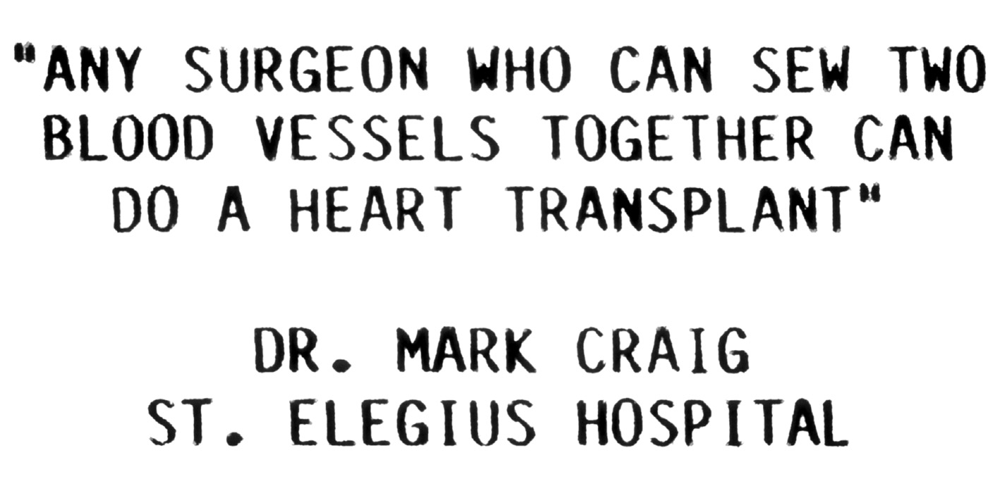 "ANY SURGEON WHO CAN SEW TWO
BLOOD VESSELS TOGETHER CAN
DO A HEART TRANSPLANT"
DR. MARK CRAIG
ST. ELEGIUS HOSPITAL